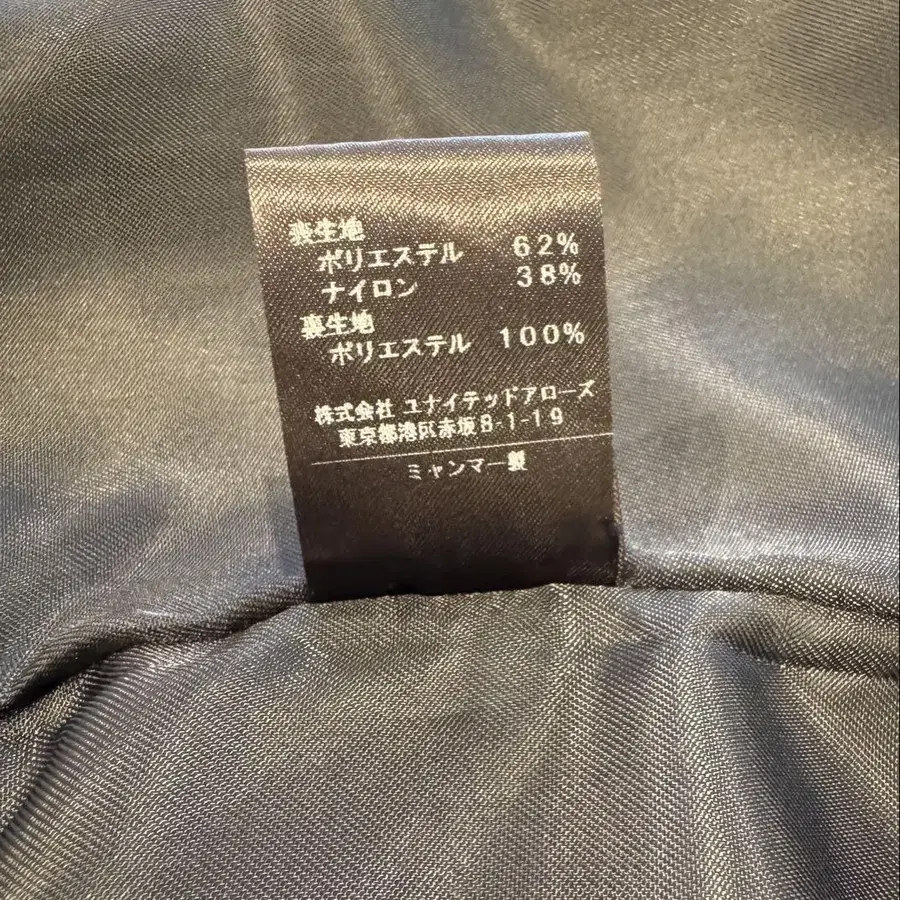 表生地
ポリエステル 62%
ナイロン 38%
裏生地
ポリエステル 100%
株式会社 ユナイテッドアローズ
東京都港区赤坂8-1-19
ミャンマー製